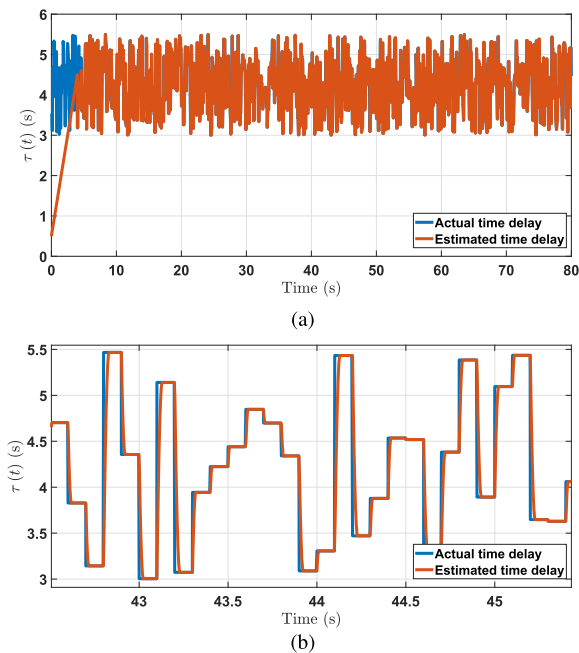 6
5
4
3
2
1
0
τ (t) (s)
Actual time delay
Estimated time delay
0 10 20 30 40 50 60 70 80
Time (s)
(a)
5.5
5
4.5
4
3.5
3
τ (t) (s)
Actual time delay
Estimated time delay
43 43.5 44 44.5 45
Time (s)
(b)